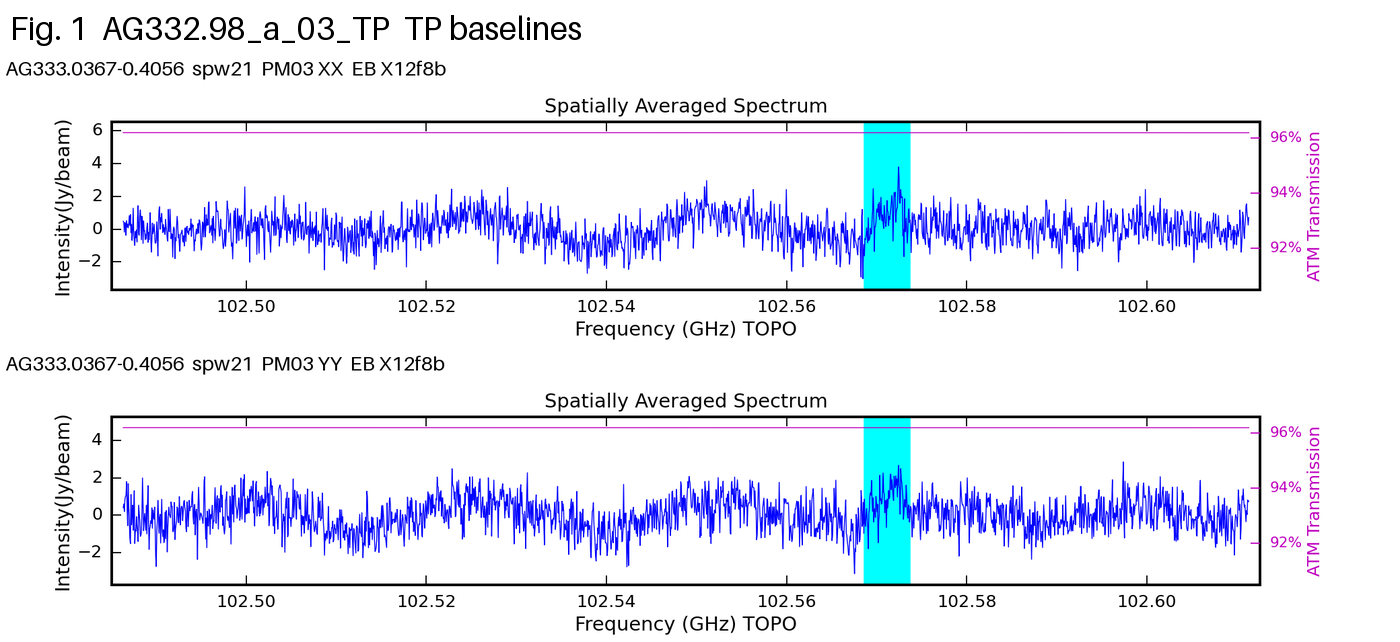 Fig. 1 AG332.98_a_03_TP TP baselines
AG333.0367-0.4056 spw21 PM03 XX EB X12f8b
Spatially Averaged Spectrum
Intensity(Jy/beam)
6
4
2
0
−2
96%
94%
92%
ATM Transmission
102.50 102.52 102.54 102.56 102.58 102.60
Frequency (GHz) TOPO
AG333.0367-0.4056 spw21 PM03 YY EB X12f8b
Spatially Averaged Spectrum
Intensity(Jy/beam)
4
2
0
−2
96%
94%
92%
ATM Transmission
102.50 102.52 102.54 102.56 102.58 102.60
Frequency (GHz) TOPO